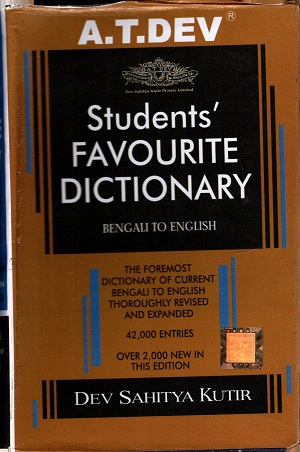 A.T.DEV®
Dev Sahitya Kutir Private Limited
Students'
FAVOURITE
DICTIONARY
BENGALI TO ENGLISH
THE FOREMOST
DICTIONARY OF CURRENT
BENGALI TO ENGLISH
THOROUGHLY REVISED
AND EXPANDED
42,000 ENTRIES
OVER 2,000 NEW IN
THIS EDITION
DEV SAHITYA KUTIR